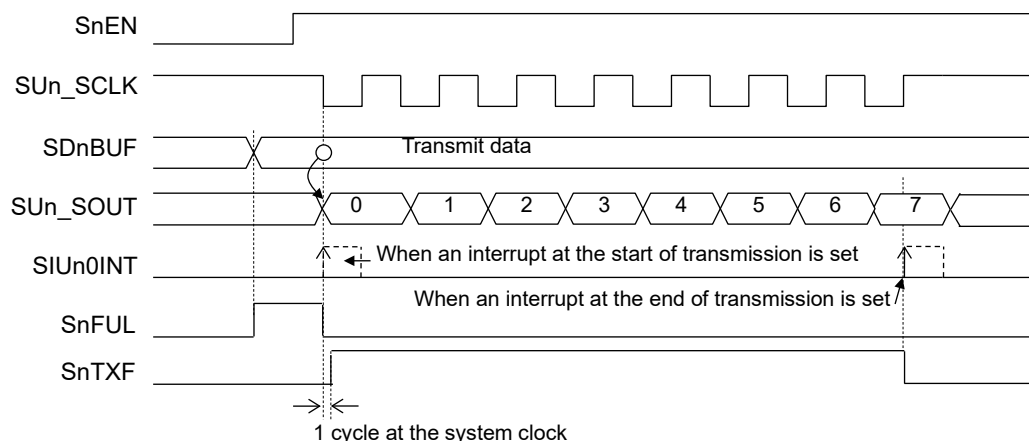 SnEN
SUn_SCLK
SDnBUF
Transmit data
SUn_SOUT
0 1 2 3 4 5 6 7
SIUn0INT
When an interrupt at the start of transmission is set
When an interrupt at the end of transmission is set
SnFUL
SnTXF
1 cycle at the system clock